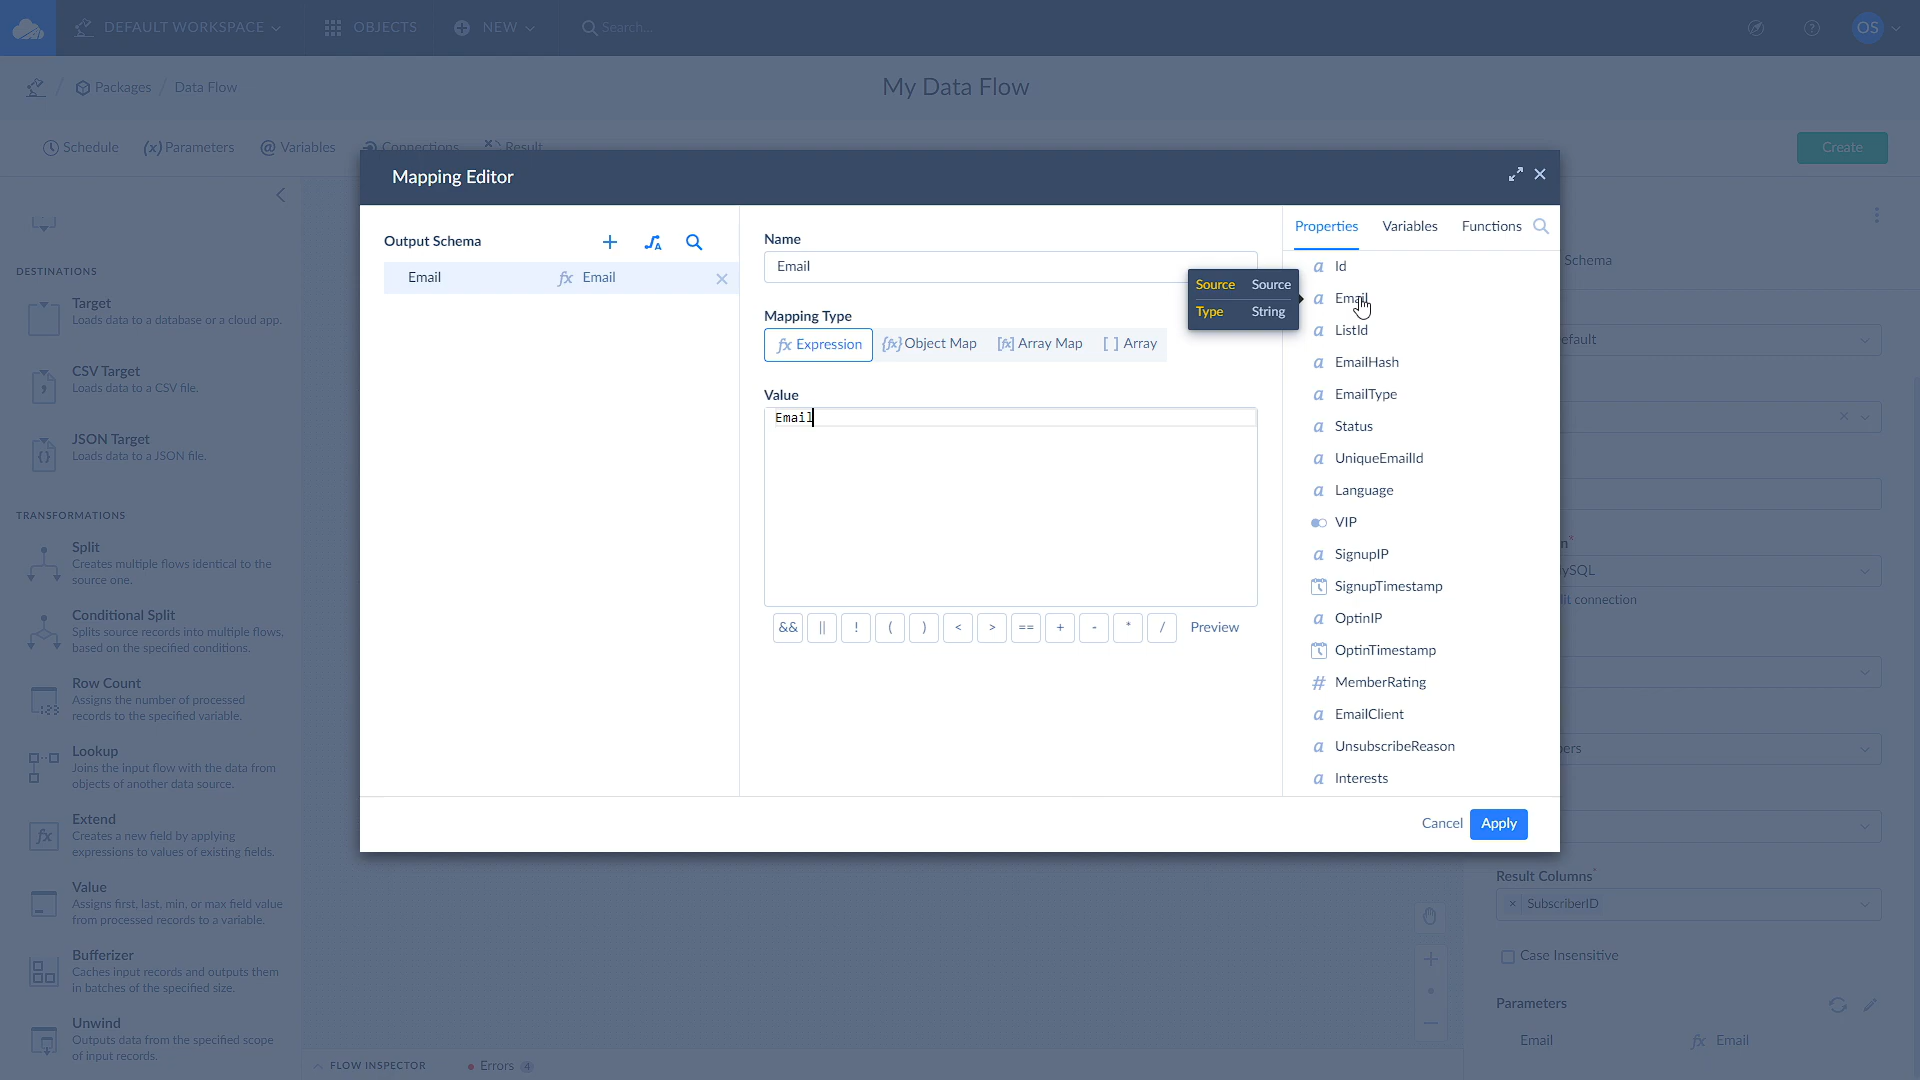 DEFAULT WORKSPACE
OBJECTS
NEW
Search...
OS
/ Packages / Data Flow
My Data Flow
Schedule
(x) Parameters
@ Variables
Connections
Result
Create
DESTINATIONS
Target
Loads data to a database or a cloud app.
CSV Target
Loads data to a CSV file.
JSON Target
Loads data to a JSON file.
TRANSFORMATIONS
Split
Creates multiple flows identical to the
source one.
Conditional Split
Splits source records into multiple flows,
based on the specified conditions.
Row Count
Assigns the number of processed
records to the specified variable.
Lookup
Joins the input flow with the data from
objects of another data source.
Extend
Creates a new field by applying
expressions to values of existing fields.
Value
Assigns first, last, min, or max field value
from processed records to a variable.
Bufferizer
Caches input records and outputs them
in batches of the specified size.
Unwind
Outputs data from the specified scope
of input records.
Mapping Editor
Output Schema
Email
fx Email
Name
Email
Mapping Type
fx Expression
{fx} Object Map
[fx] Array Map
[ ] Array
Value
Email
&& || ! ( ) < > == + - * / Preview
Source Source
Type String
Properties
Variables
Functions
a Id
a Email
a ListId
a EmailHash
a EmailType
a Status
a UniqueEmailId
a Language
VIP
a SignupIP
SignupTimestamp
a OptinIP
OptinTimestamp
# MemberRating
a EmailClient
a UnsubscribeReason
a Interests
Cancel
Apply
Schema
efault
ySQL
connection
Result Columns*
× SubscriberID
Case Insensitive
Parameters
Email
fx Email
FLOW INSPECTOR
Errors 4